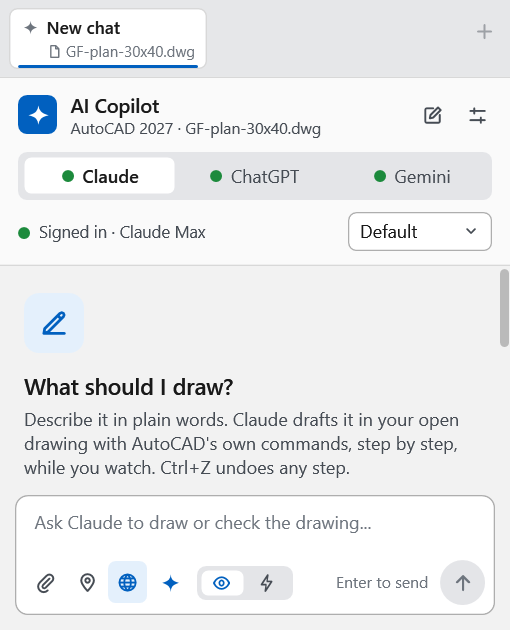 New chat
GF-plan-30x40.dwg
AI Copilot
AutoCAD 2027 · GF-plan-30x40.dwg
Claude
ChatGPT
Gemini
Signed in · Claude Max
Default
What should I draw?
Describe it in plain words. Claude drafts it in your open
drawing with AutoCAD's own commands, step by step,
while you watch. Ctrl+Z undoes any step.
Ask Claude to draw or check the drawing...
Enter to send